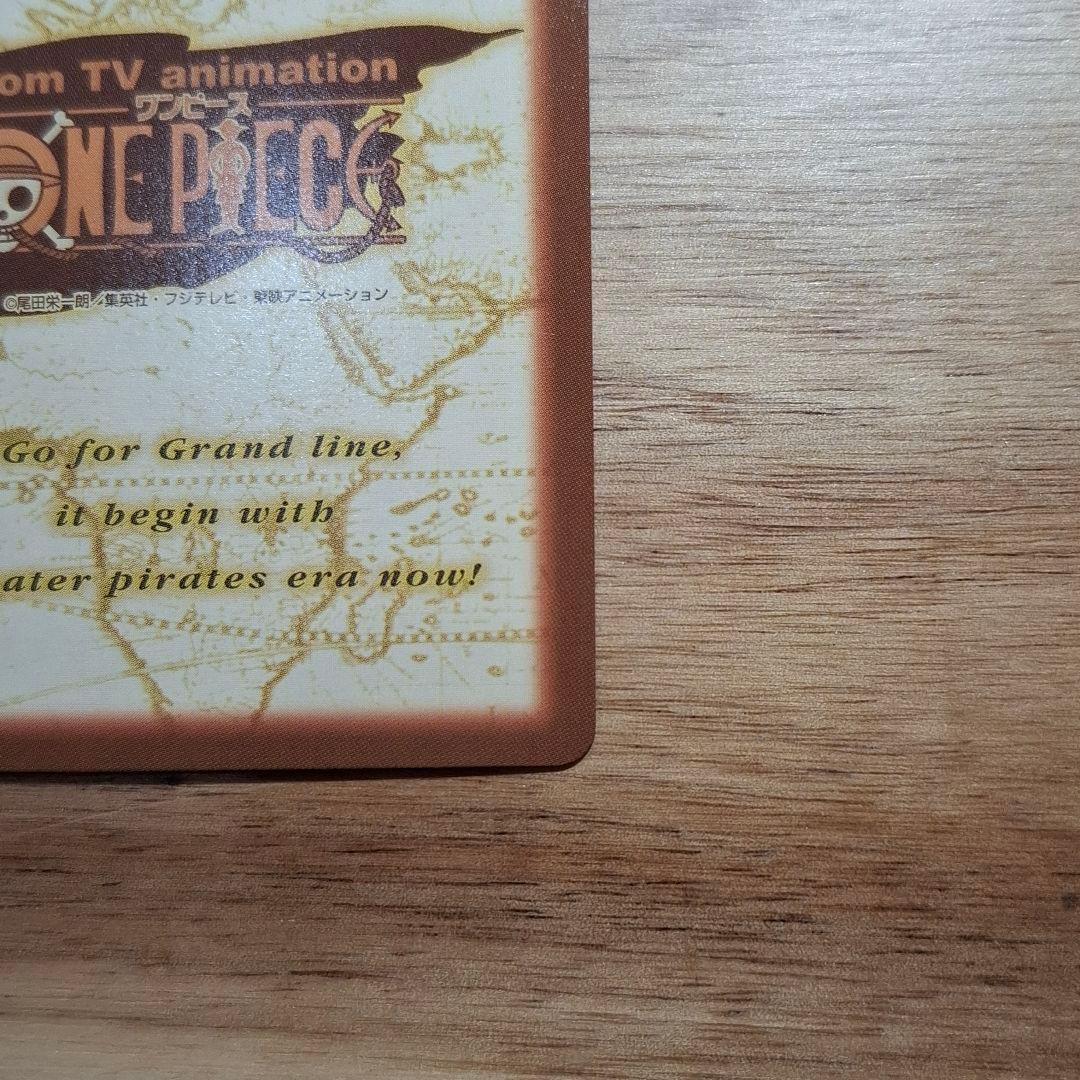 om TV animation
ワンピース
ONE PIECE
©尾田栄一朗／集英社・フジテレビ・東映アニメーション
Go for Grand line,
it begin with
ater pirates era now!